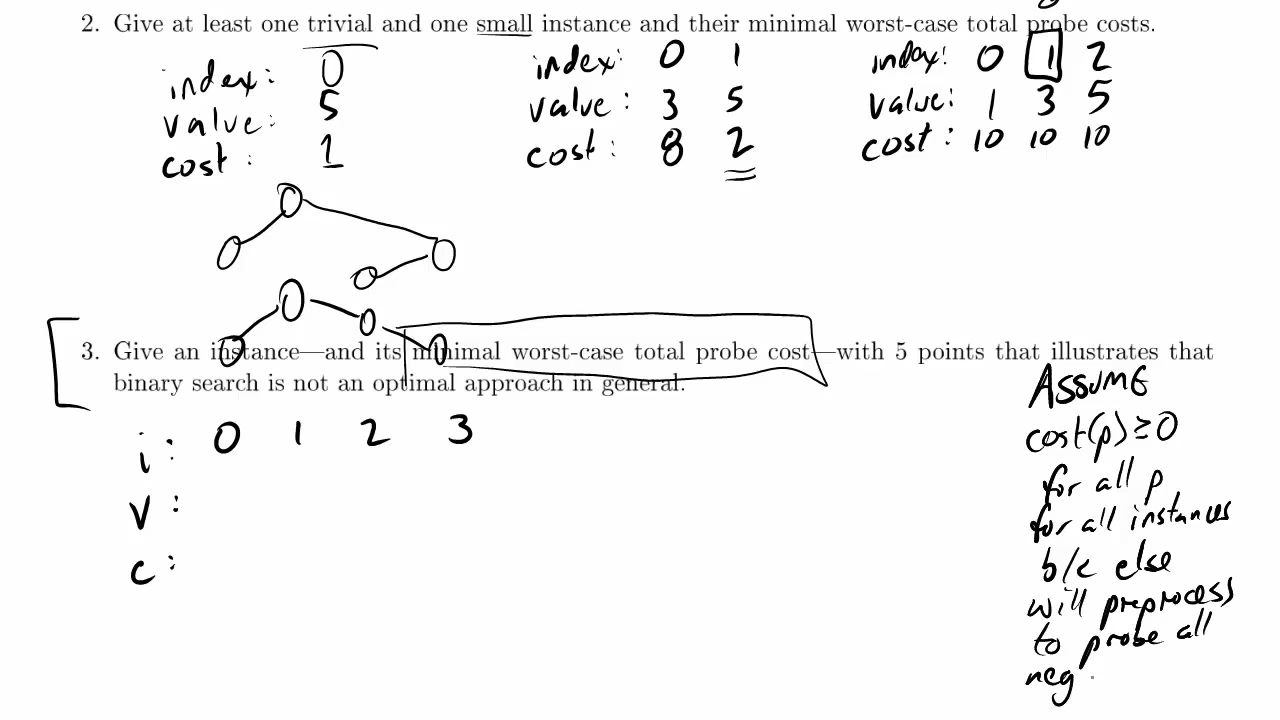 2. Give at least one trivial and one small instance and their minimal worst-case total probe costs.
index: 0
value: 5
cost: 1
index: 0 1
value: 3 5
cost: 8 2
index: 0 1 2
value: 1 3 5
cost: 10 10 10
3. Give an instance—and its minimal worst-case total probe cost—with 5 points that illustrates that
binary search is not an optimal approach in general.
i: 0 1 2 3
v:
c:
ASSUME
cost(p) ≥ 0
for all p
for all instances
b/c else
will preprocess
to probe all
neg